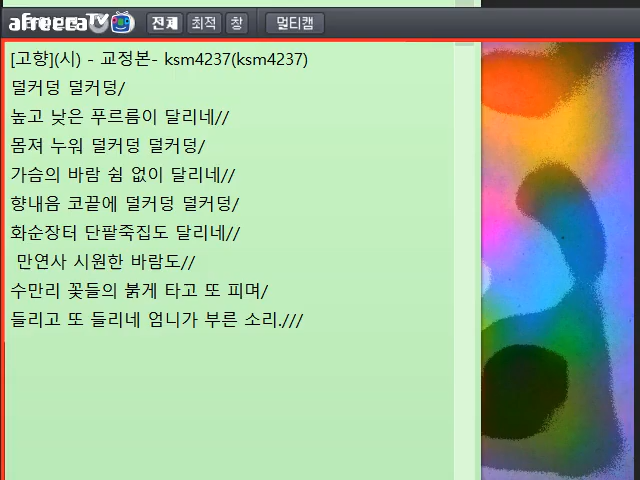 afreeca TV
전체 최적 창 멀티캠
[고향](시) - 교정본- ksm4237(ksm4237)
덜커덩 덜커덩/
높고 낮은 푸르름이 달리네//
몸져 누워 덜커덩 덜커덩/
가슴의 바람 쉼 없이 달리네//
향내음 코끝에 덜커덩 덜커덩/
화순장터 단팥죽집도 달리네//
만연사 시원한 바람도//
수만리 꽃들의 붉게 타고 또 피며/
들리고 또 들리네 엄니가 부른 소리.///